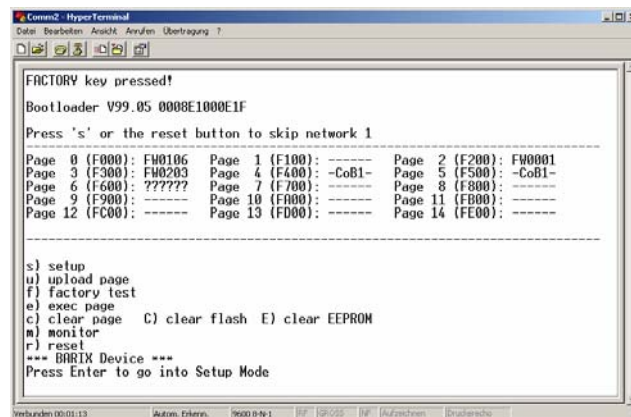 Comm2 - HyperTerminal
Datei Bearbeiten Ansicht Anrufen Übertragung ?
FACTORY key pressed!
Bootloader V99.05 0008E1000E1F
Press 's' or the reset button to skip network 1
--------------------------------------------------------------------------------
Page 0 (F000): FW0106 Page 1 (F100): ------ Page 2 (F200): FW0001
Page 3 (F300): FW0203 Page 4 (F400): -CoB1- Page 5 (F500): -CoB1-
Page 6 (F600): ?????? Page 7 (F700): ------ Page 8 (F800): ------
Page 9 (F900): ------ Page 10 (FA00): ------ Page 11 (FB00): ------
Page 12 (FC00): ------ Page 13 (FD00): ------ Page 14 (FE00): ------
--------------------------------------------------------------------------------
s) setup
u) upload page
f) factory test
e) exec page
c) clear page C) clear flash E) clear EEPROM
m) monitor
r) reset
*** BARIX Device ***
Press Enter to go into Setup Mode
Verbunden 00:01:13 Autom. Erkenn. 9600 8-N-1 RF GROSS NF Aufzeichnen Druckerecho